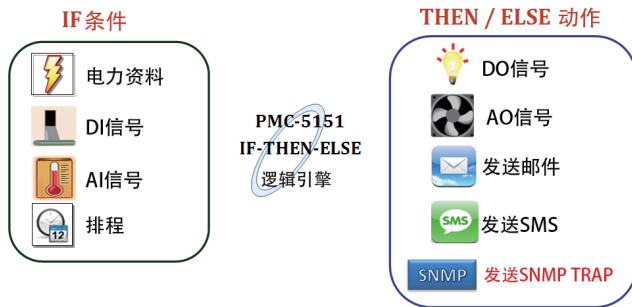 IF条件
电力资料
DI信号
AI信号
12
排程
PMC-5151
IF-THEN-ELSE
逻辑引擎
THEN / ELSE 动作
DO信号
AO信号
发送邮件
SMS
发送SMS
SNMP
发送SNMP TRAP